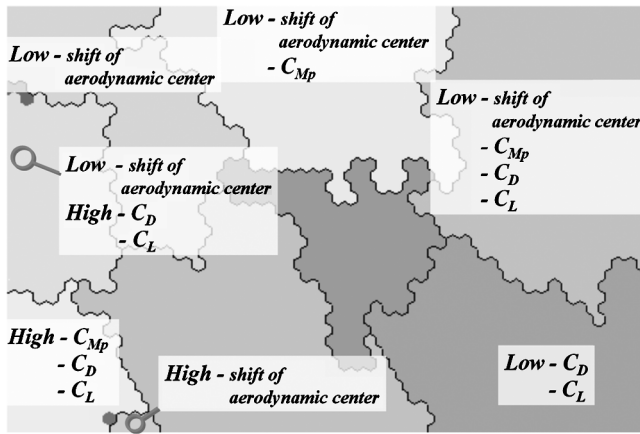 Low - shift of
aerodynamic center
Low - shift of
aerodynamic center
- C_Mp
Low - shift of
aerodynamic center
- C_Mp
- C_D
- C_L
Low - shift of
aerodynamic center
High - C_D
- C_L
High - C_Mp
- C_D
- C_L
High - shift of
aerodynamic center
Low - C_D
- C_L